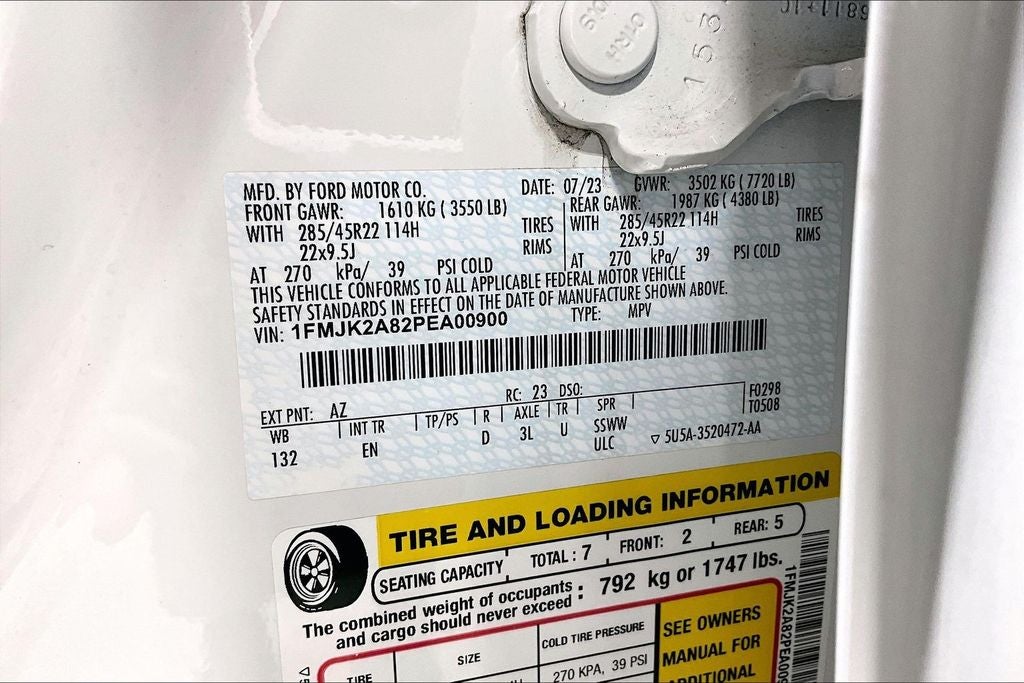 153
MFD. BY FORD MOTOR CO. DATE: 07/23 GVWR: 3502 KG ( 7720 LB)
FRONT GAWR: 1610 KG ( 3550 LB) REAR GAWR: 1987 KG ( 4380 LB)
WITH 285/45R22 114H TIRES WITH 285/45R22 114H TIRES
22x9.5J RIMS 22x9.5J RIMS
AT 270 kPa/ 39 PSI COLD AT 270 kPa/ 39 PSI COLD
THIS VEHICLE CONFORMS TO ALL APPLICABLE FEDERAL MOTOR VEHICLE
SAFETY STANDARDS IN EFFECT ON THE DATE OF MANUFACTURE SHOWN ABOVE.
VIN: 1FMJK2A82PEA00900 TYPE: MPV
EXT PNT: AZ RC: 23 DSO: F0298
WB INT TR TP/PS R AXLE TR SPR T0508
132 EN D 3L U SSWW
ULC 5U5A-3520472-AA
TIRE AND LOADING INFORMATION
SEATING CAPACITY TOTAL : 7 FRONT: 2 REAR: 5
The combined weight of occupants
and cargo should never exceed : 792 kg or 1747 lbs.
TIRE SIZE COLD TIRE PRESSURE SEE OWNERS
270 KPA, 39 PSI MANUAL FOR
ADDITIONAL
1FMJK2A82PEA009